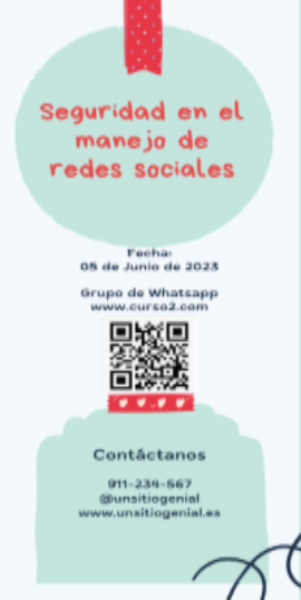 Seguridad en el
manejo de
redes sociales
Fecha:
05 de Junio de 2023
Grupo de Whatsapp
www.curso2.com
Contáctanos
911-234-567
@unsitiogenial
www.unsitiogenial.es